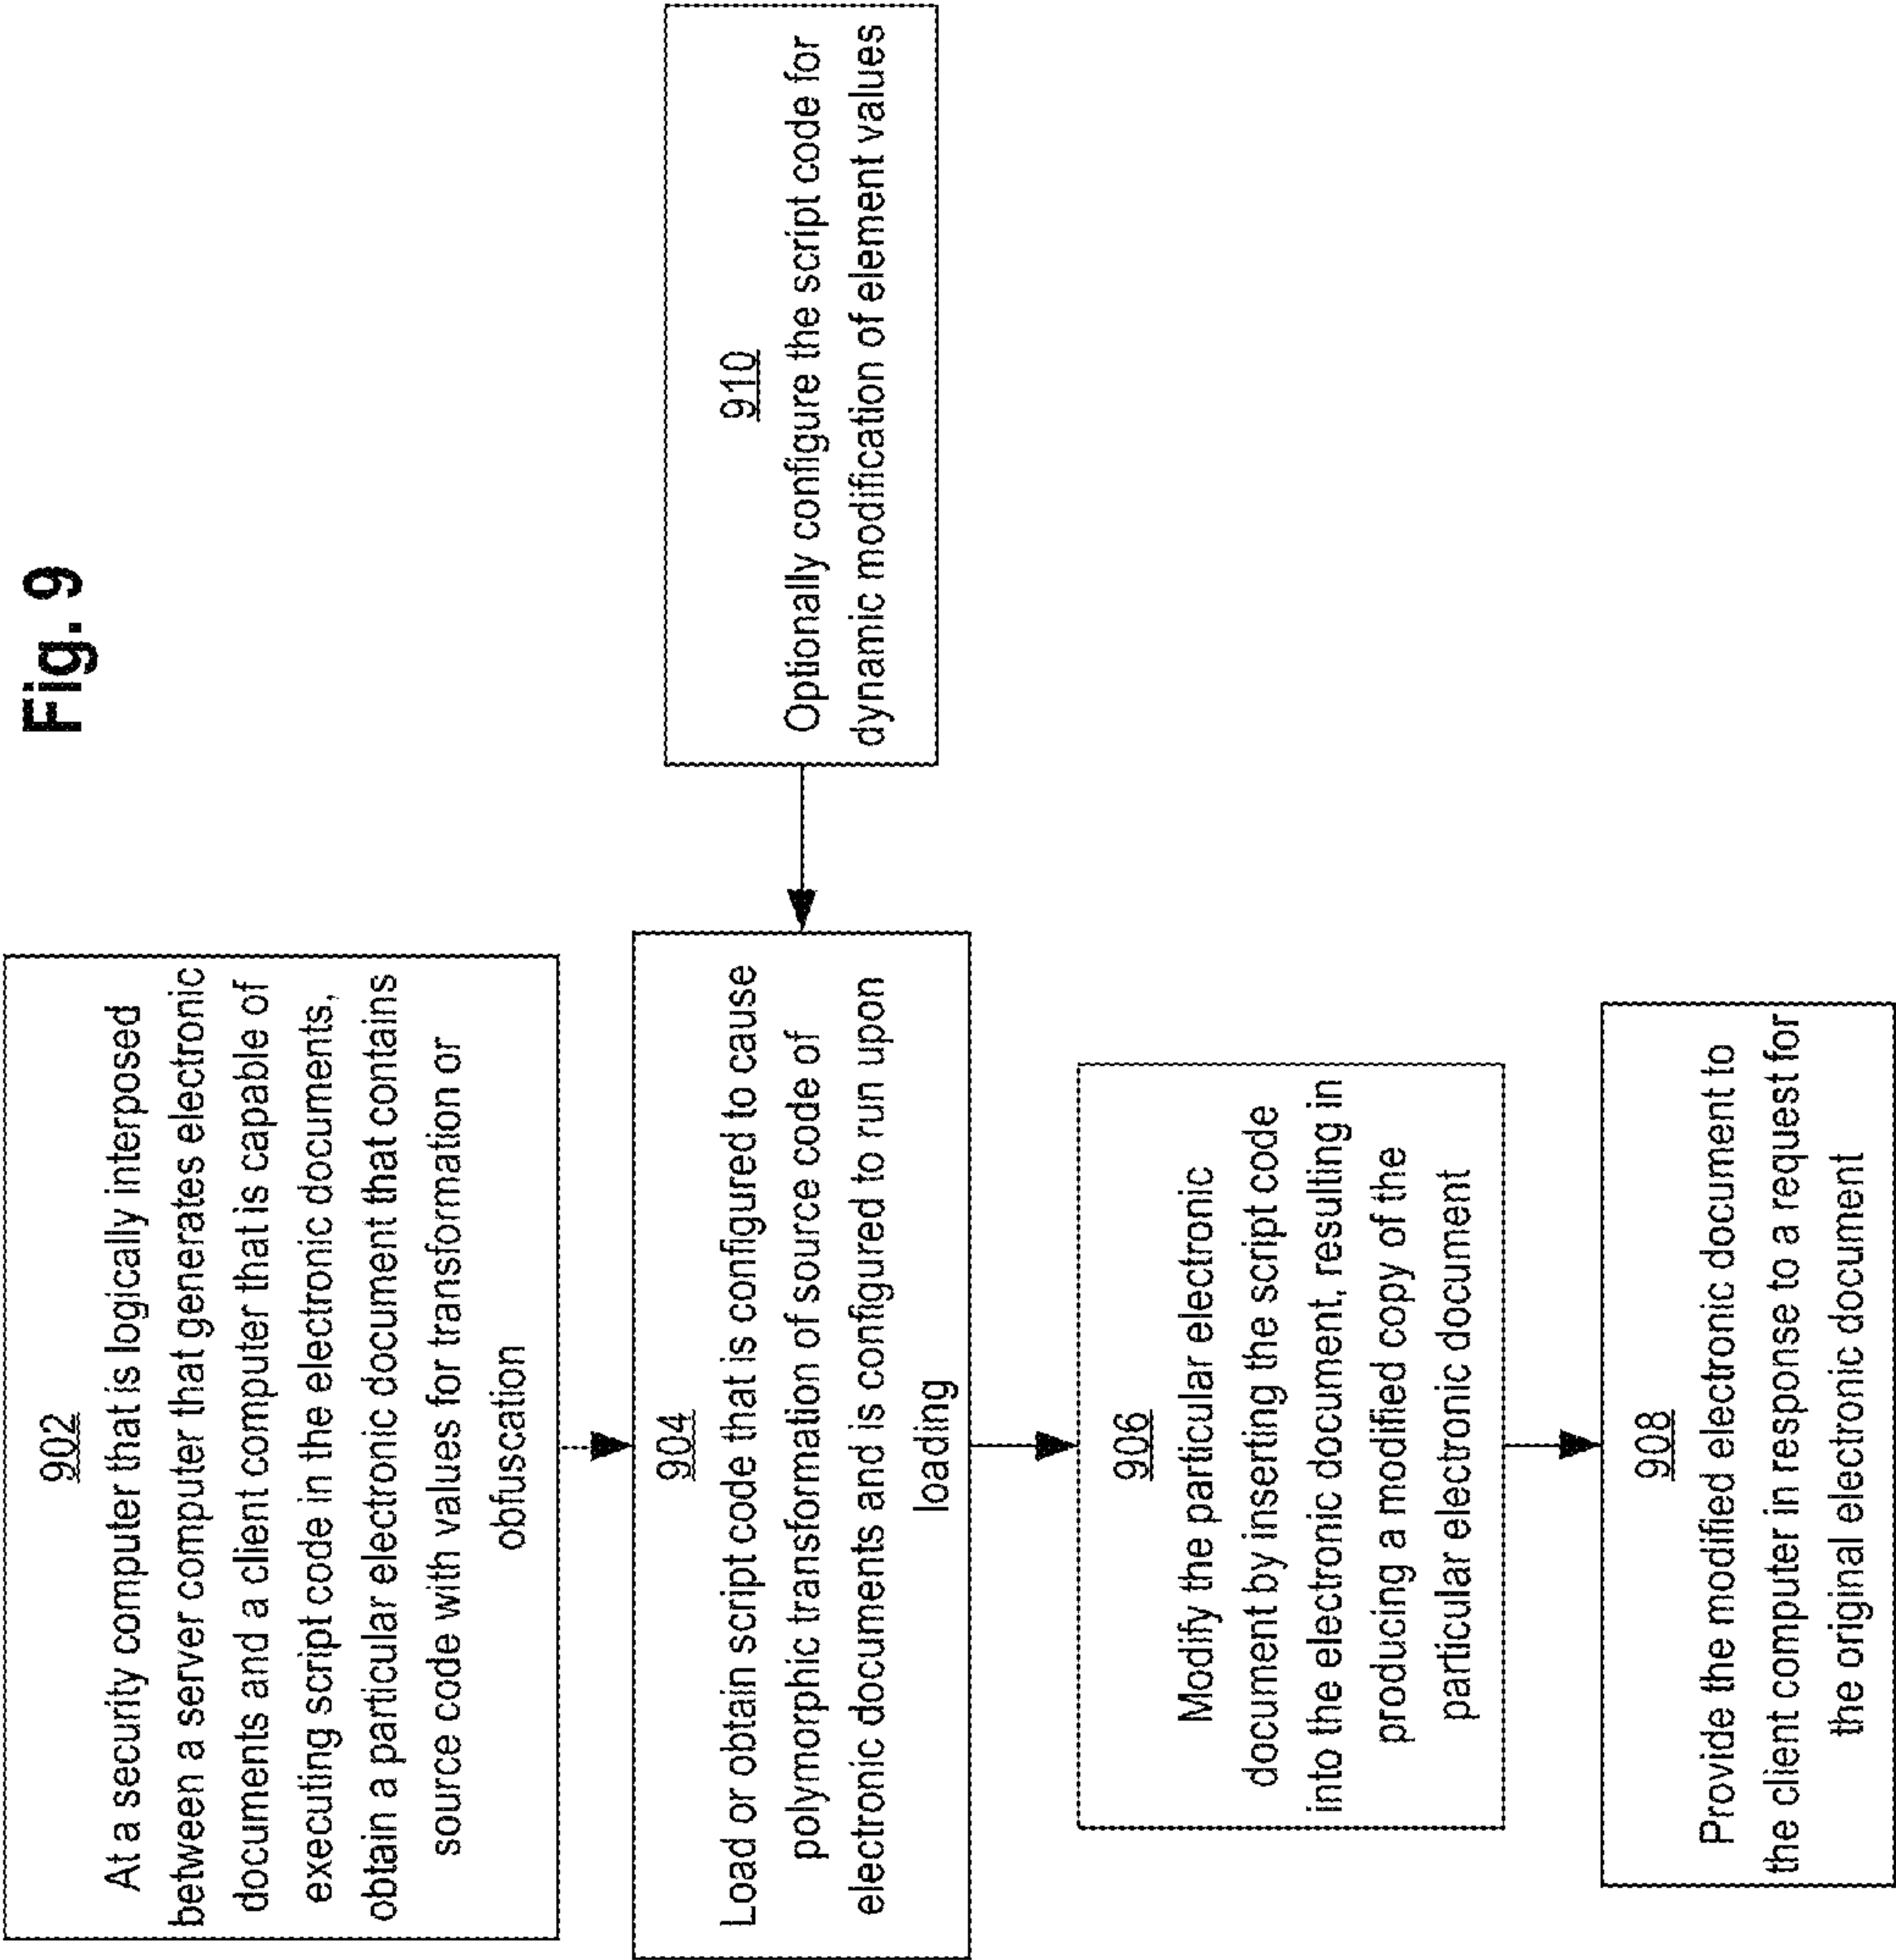 Fig. 9
902
At a security computer that is logically interposed
between a server computer that generates electronic
documents and a client computer that is capable of
executing script code in the electronic documents,
obtain a particular electronic document that contains
source code with values for transformation or
obfuscation
904
Load or obtain script code that is configured to cause
polymorphic transformation of source code of
electronic documents and is configured to run upon
loading
910
Optionally configure the script code for
dynamic modification of element values
906
Modify the particular electronic
document by inserting the script code
into the electronic document, resulting in
producing a modified copy of the
particular electronic document
908
Provide the modified electronic document to
the client computer in response to a request for
the original electronic document